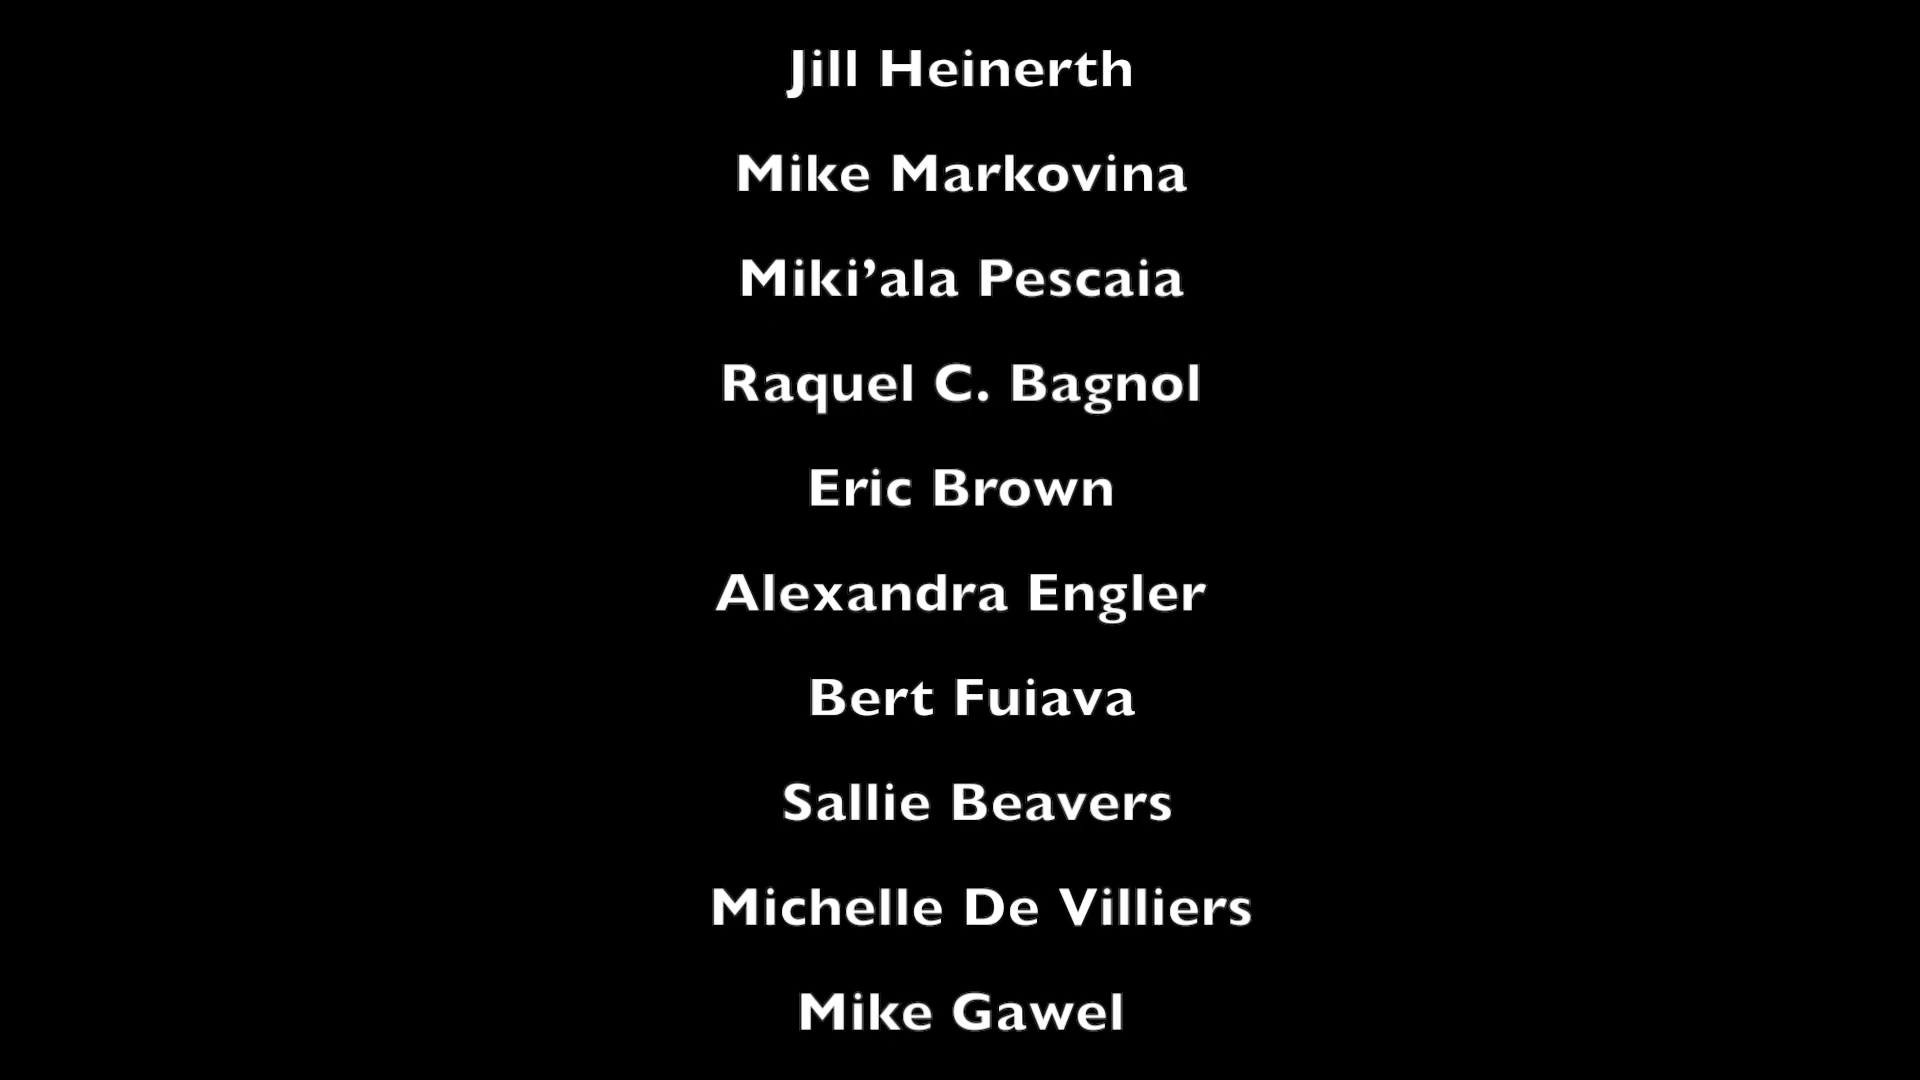 Jill Heinerth
Mike Markovina
Miki’ala Pescaia
Raquel C. Bagnol
Eric Brown
Alexandra Engler
Bert Fuiava
Sallie Beavers
Michelle De Villiers
Mike Gawel